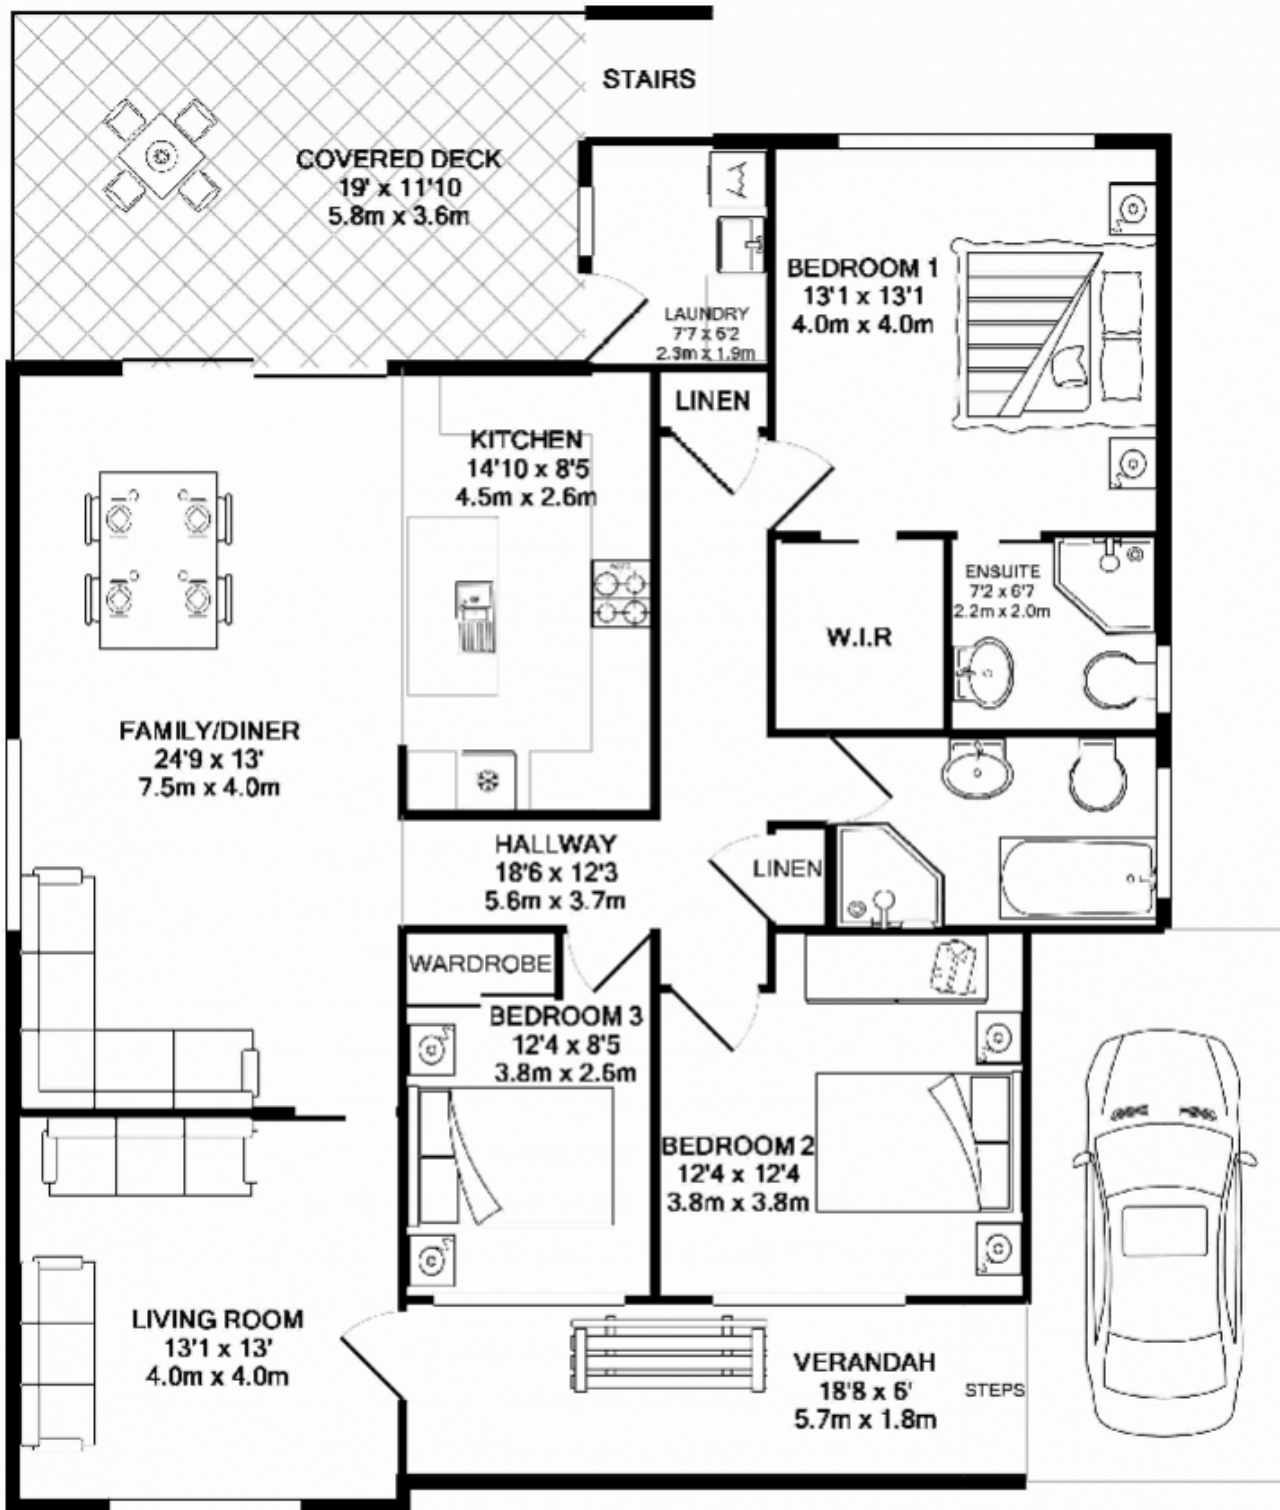 STAIRS
COVERED DECK
19' x 11'10
5.8m x 3.6m
LAUNDRY
7'7 x 6'2
2.3m x 1.9m
BEDROOM 1
13'1 x 13'1
4.0m x 4.0m
LINEN
KITCHEN
14'10 x 8'5
4.5m x 2.6m
ENSUITE
7'2 x 6'7
2.2m x 2.0m
W.I.R
FAMILY/DINER
24'9 x 13'
7.5m x 4.0m
HALLWAY
18'6 x 12'3
5.6m x 3.7m
LINEN
WARDROBE
BEDROOM 3
12'4 x 8'5
3.8m x 2.6m
BEDROOM 2
12'4 x 12'4
3.8m x 3.8m
LIVING ROOM
13'1 x 13'
4.0m x 4.0m
VERANDAH
18'8 x 6'
5.7m x 1.8m
STEPS